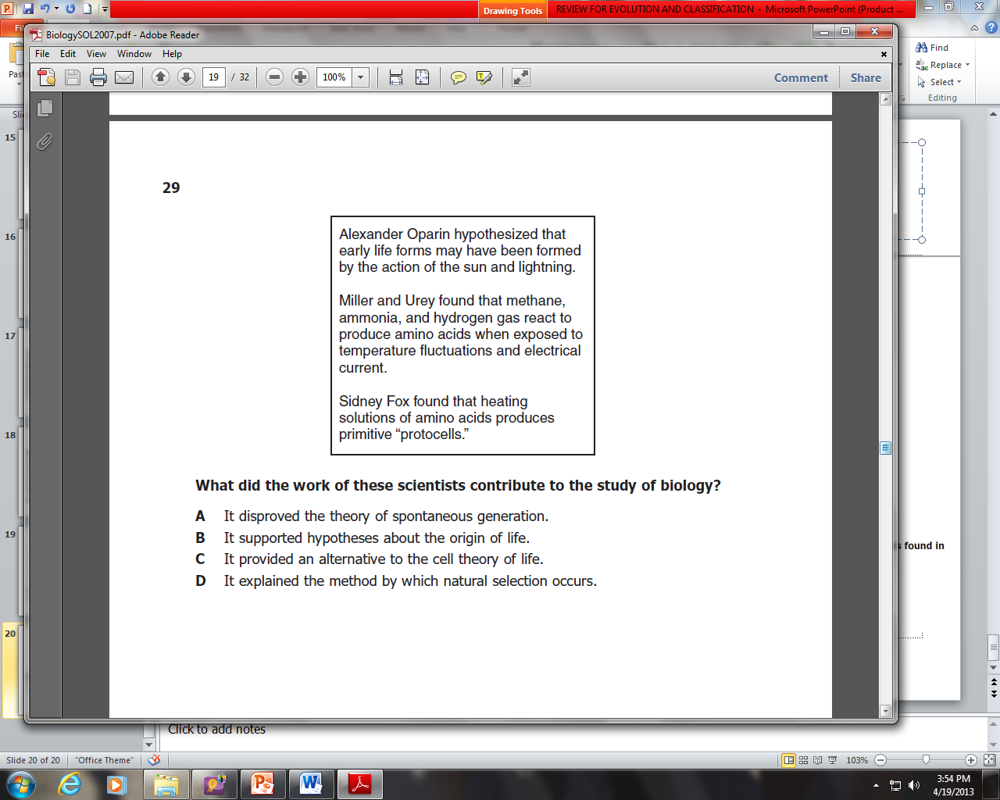 Drawing Tools
REVIEW FOR EVOLUTION AND CLASSIFICATION - Microsoft PowerPoint (Product ...
BiologySOL2007.pdf - Adobe Reader
File Edit View Window Help
19 / 32
100%
Comment
Share
Find
Replace
Select
Editing
Past
15
16
17
18
19
20
29
Alexander Oparin hypothesized that
early life forms may have been formed
by the action of the sun and lightning.
Miller and Urey found that methane,
ammonia, and hydrogen gas react to
produce amino acids when exposed to
temperature fluctuations and electrical
current.
Sidney Fox found that heating
solutions of amino acids produces
primitive “protocells.”
What did the work of these scientists contribute to the study of biology?
A It disproved the theory of spontaneous generation.
B It supported hypotheses about the origin of life.
C It provided an alternative to the cell theory of life.
D It explained the method by which natural selection occurs.
found in
Click to add notes
Slide 20 of 20
"Office Theme"
103%
3:54 PM
4/19/2013